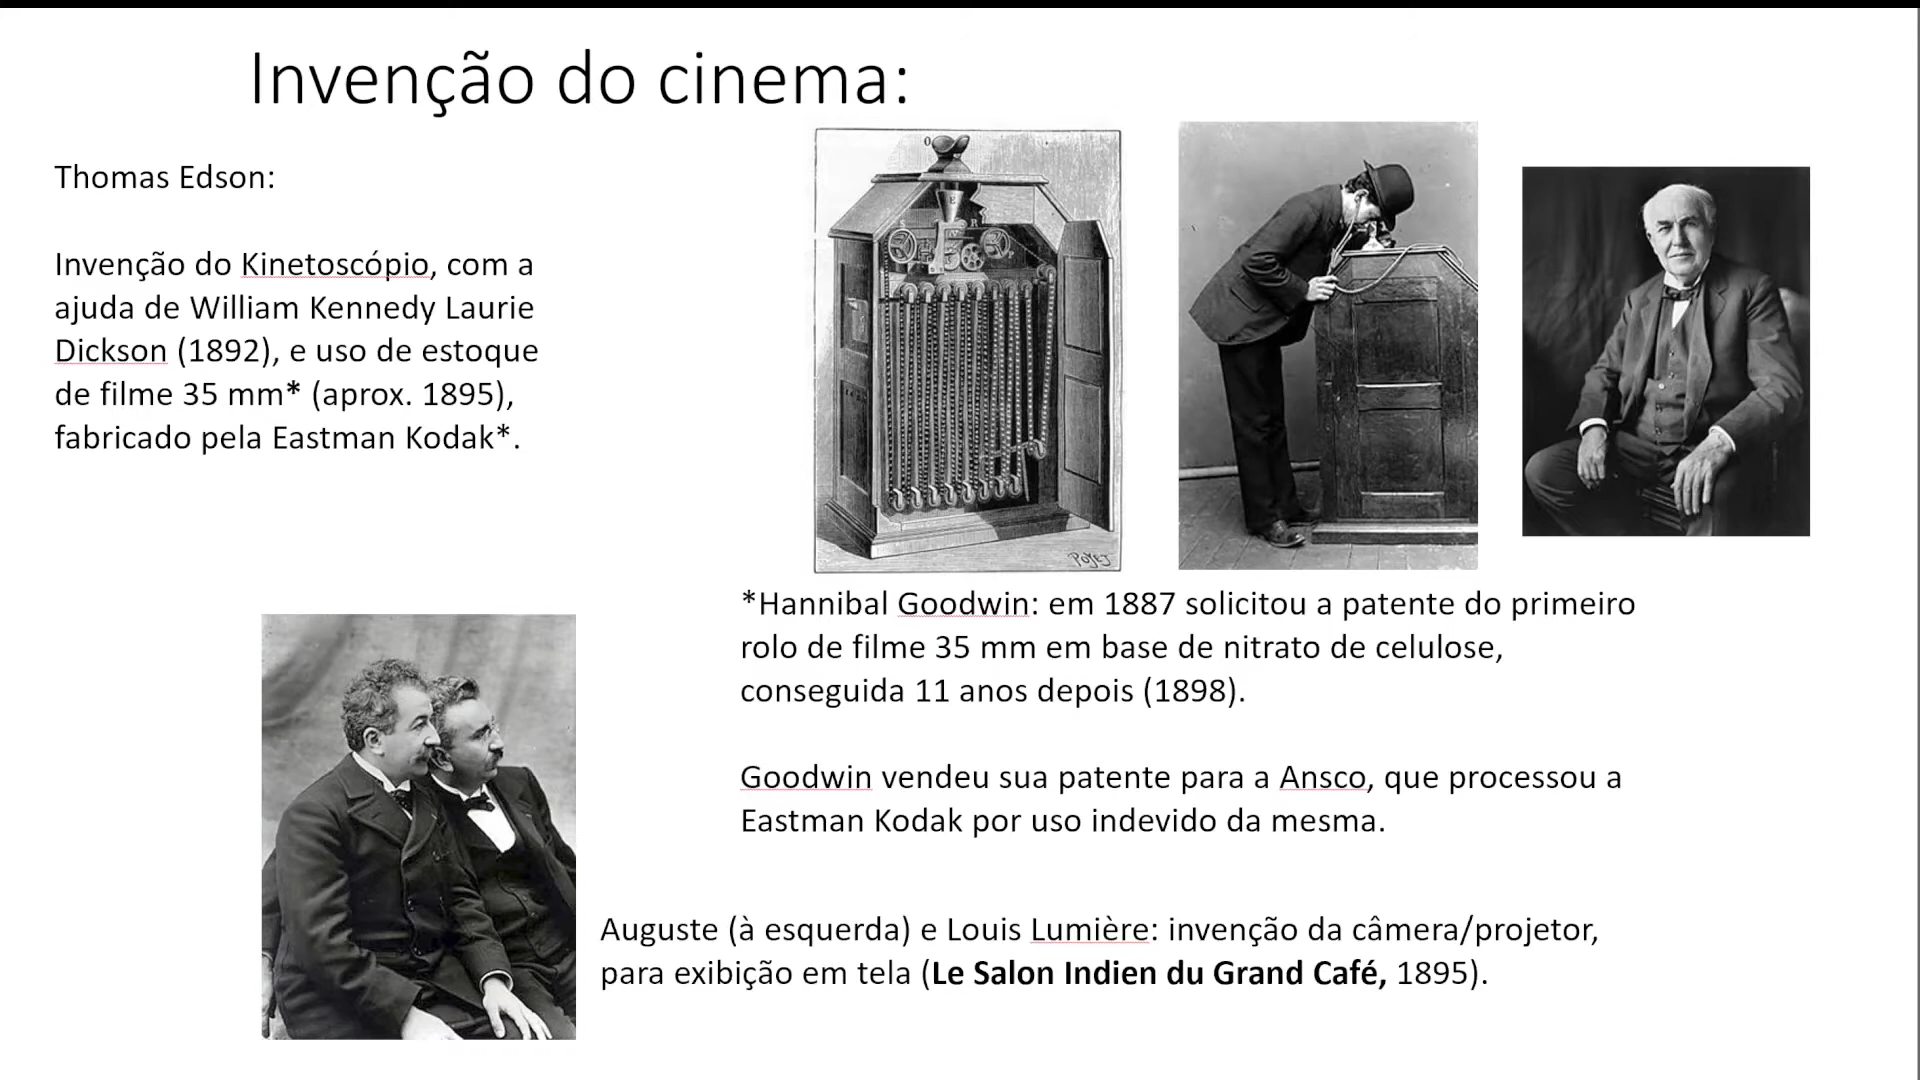 Invenção do cinema:
Thomas Edson:
Invenção do Kinetoscópio, com a
ajuda de William Kennedy Laurie
Dickson (1892), e uso de estoque
de filme 35 mm* (aprox. 1895),
fabricado pela Eastman Kodak*.
POYET
*Hannibal Goodwin: em 1887 solicitou a patente do primeiro
rolo de filme 35 mm em base de nitrato de celulose,
conseguida 11 anos depois (1898).
Goodwin vendeu sua patente para a Ansco, que processou a
Eastman Kodak por uso indevido da mesma.
Auguste (à esquerda) e Louis Lumière: invenção da câmera/projetor,
para exibição em tela (Le Salon Indien du Grand Café, 1895).